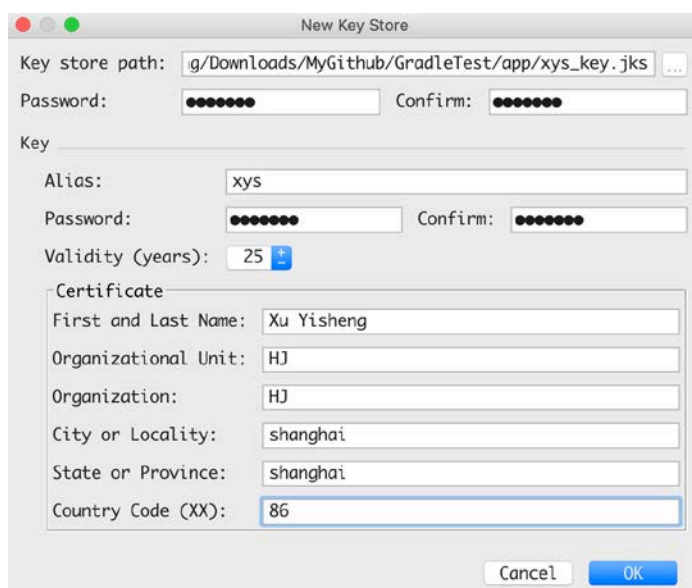 New Key Store
Key store path: g/Downloads/MyGithub/GradleTest/app/xys_key.jks ...
Password: ●●●●●●● Confirm: ●●●●●●●
Key
Alias: xys
Password: ●●●●●●● Confirm: ●●●●●●●
Validity (years): 25
Certificate
First and Last Name: Xu Yisheng
Organizational Unit: HJ
Organization: HJ
City or Locality: shanghai
State or Province: shanghai
Country Code (XX): 86
Cancel OK